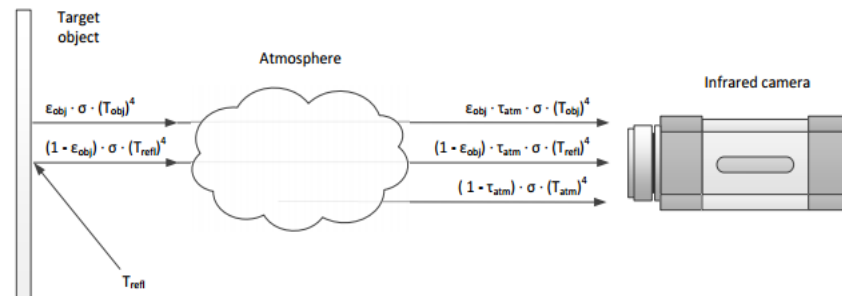 Target
object
Atmosphere
Infrared camera
εobj · σ · (Tobj)⁴
εobj · τatm · σ · (Tobj)⁴
(1 - εobj) · σ · (Trefl)⁴
(1 - εobj) · τatm · σ · (Trefl)⁴
(1 - τatm) · σ · (Tatm)⁴
Trefl